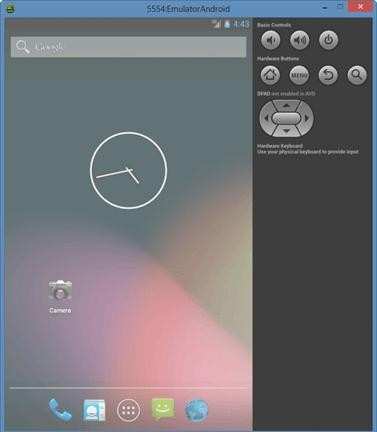 5554:EmulatorAndroid
4:43
Google
Camera
Basic Controls
Hardware Buttons
MENU
DPAD not enabled in AVD
Hardware Keyboard
Use your physical keyboard to provide input